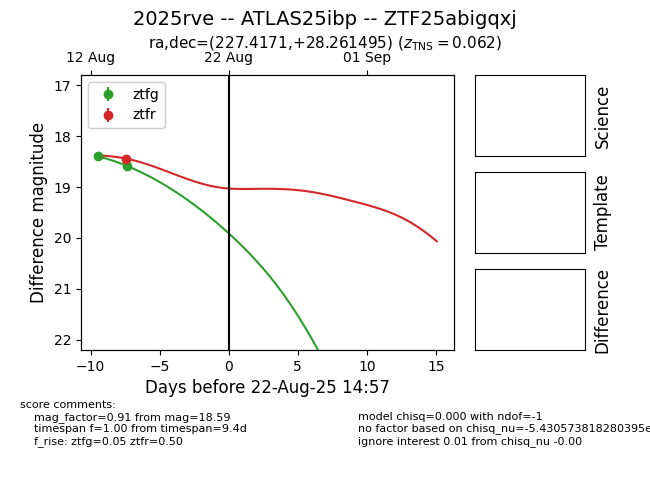 2025rve -- ATLAS25ibp -- ZTF25abigqxj
ra,dec=(227.4171,+28.261495) (zTNS = 0.062)
12 Aug 22 Aug 01 Sep
ztfg
ztfr
17
18
19
20
21
22
Difference magnitude
−10 −5 0 5 10 15
Days before 22-Aug-25 14:57
Science
Template
Difference
score comments:
mag_factor=0.91 from mag=18.59
timespan f=1.00 from timespan=9.4d
f_rise: ztfg=0.05 ztfr=0.50
model chisq=0.000 with ndof=-1
no factor based on chisq_nu=-5.430573818280395e
ignore interest 0.01 from chisq_nu -0.00